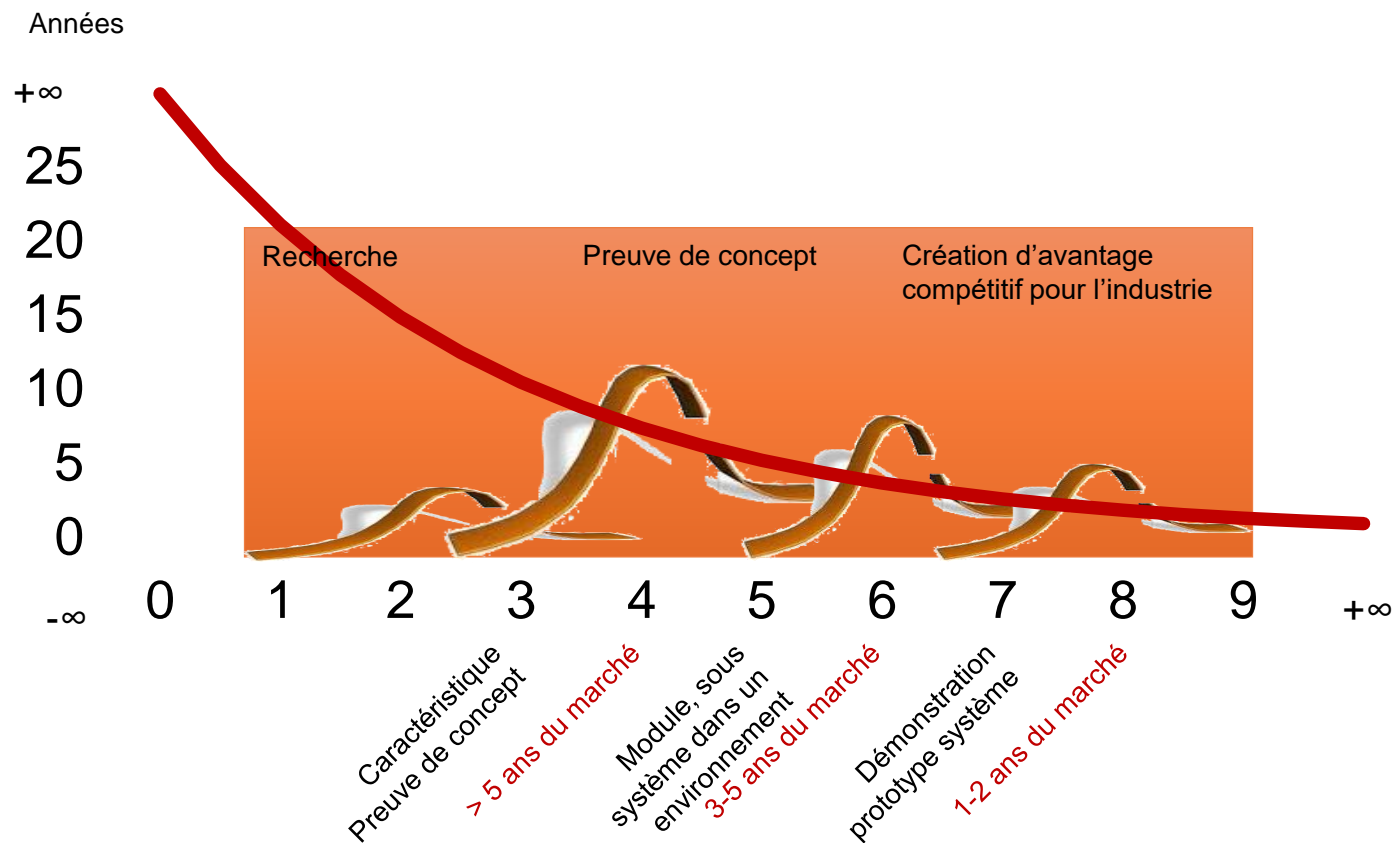 Années
+∞
25
20
15
10
5
0
-∞
Recherche
Preuve de concept
Création d’avantage
compétitif pour l’industrie
0 1 2 3 4 5 6 7 8 9 +∞
Caractéristique
Preuve de concept
> 5 ans du marché
Module, sous
système dans un
environnement
3-5 ans du marché
Démonstration
prototype système
1-2 ans du marché